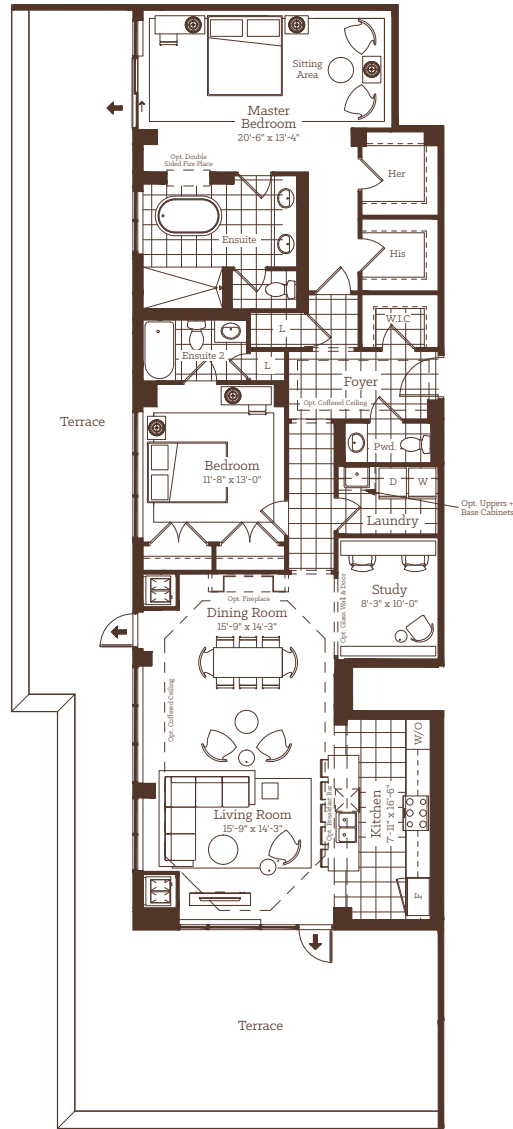 Sitting
Area
Master
Bedroom
20'-6" x 13'-4"
Opt. Double
Sided Fire Place
Her
Ensuite
His
W.I.C
L
Ensuite 2
L
Foyer
Opt. Coffered Ceiling
Terrace
Pwd.
Bedroom
11'-8" x 13'-0"
D
W
Opt. Uppers +
Base Cabinets
Laundry
Study
8'-3" x 10'-0"
Opt. Glass Wall & Door
Opt. Fireplace
Dining Room
15'-9" x 14'-3"
Opt. Coffered Ceiling
W/O
Kitchen
7'-11" x 16'-6"
Opt. Breakfast Bar
Living Room
15'-9" x 14'-3"
F
Terrace